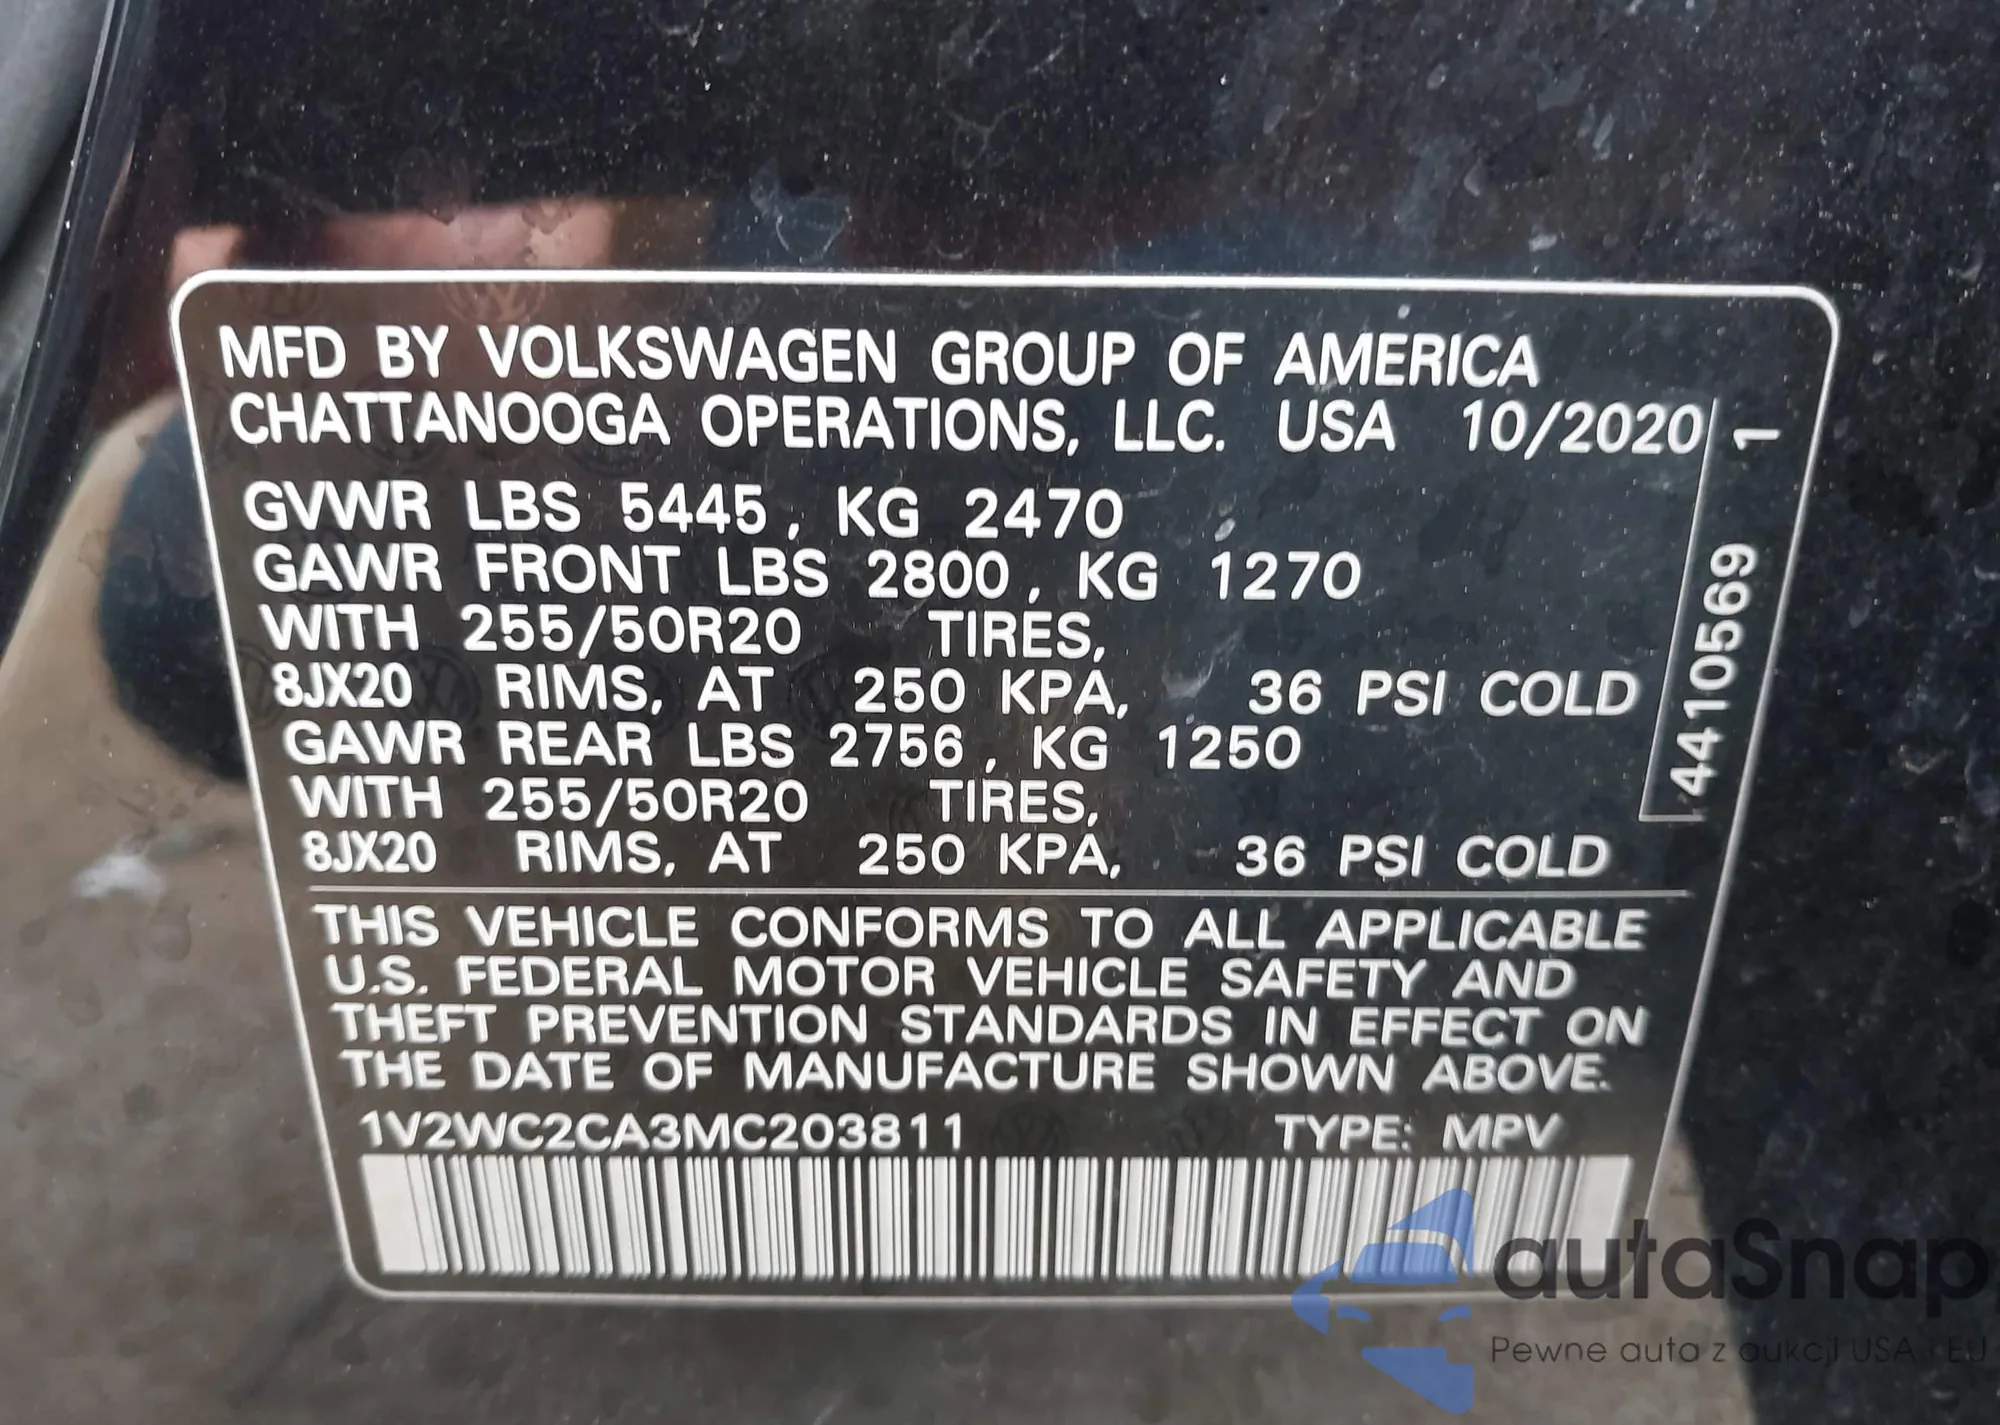 MFD BY VOLKSWAGEN GROUP OF AMERICA
CHATTANOOGA OPERATIONS, LLC. USA 10/2020
GVWR LBS 5445, KG 2470
GAWR FRONT LBS 2800, KG 1270
WITH 255/50R20 TIRES,
8JX20 RIMS, AT 250 KPA, 36 PSI COLD
GAWR REAR LBS 2756, KG 1250
WITH 255/50R20 TIRES,
8JX20 RIMS, AT 250 KPA, 36 PSI COLD
44410569 1
THIS VEHICLE CONFORMS TO ALL APPLICABLE
U.S. FEDERAL MOTOR VEHICLE SAFETY AND
THEFT PREVENTION STANDARDS IN EFFECT ON
THE DATE OF MANUFACTURE SHOWN ABOVE.
1V2WC2CA3MC203811 TYPE: MPV
autaSnap
Pewne auta z aukcji USA i EU